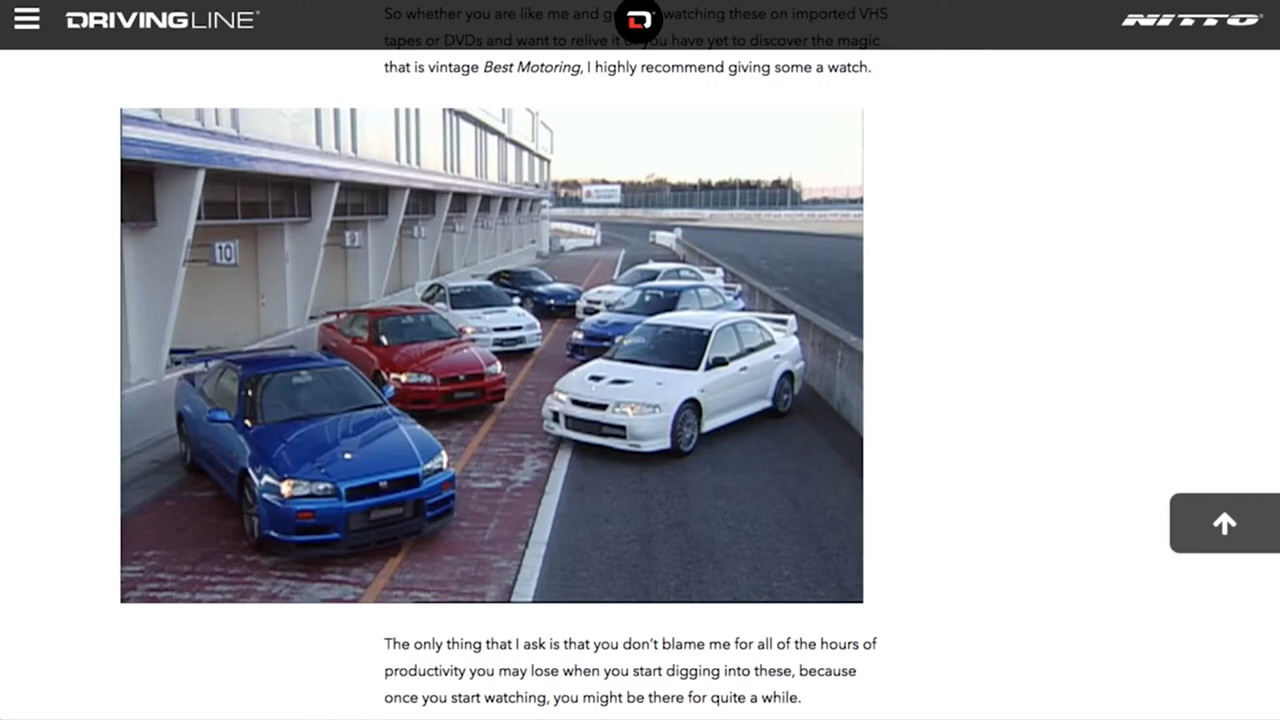 DRIVINGLINE
NITTO
So whether you are like me and watching these on imported VHS
tapes or DVDs and want to relive it you have yet to discover the magic
that is vintage Best Motoring, I highly recommend giving some a watch.
10
9
The only thing that I ask is that you don't blame me for all of the hours of
productivity you may lose when you start digging into these, because
once you start watching, you might be there for quite a while.